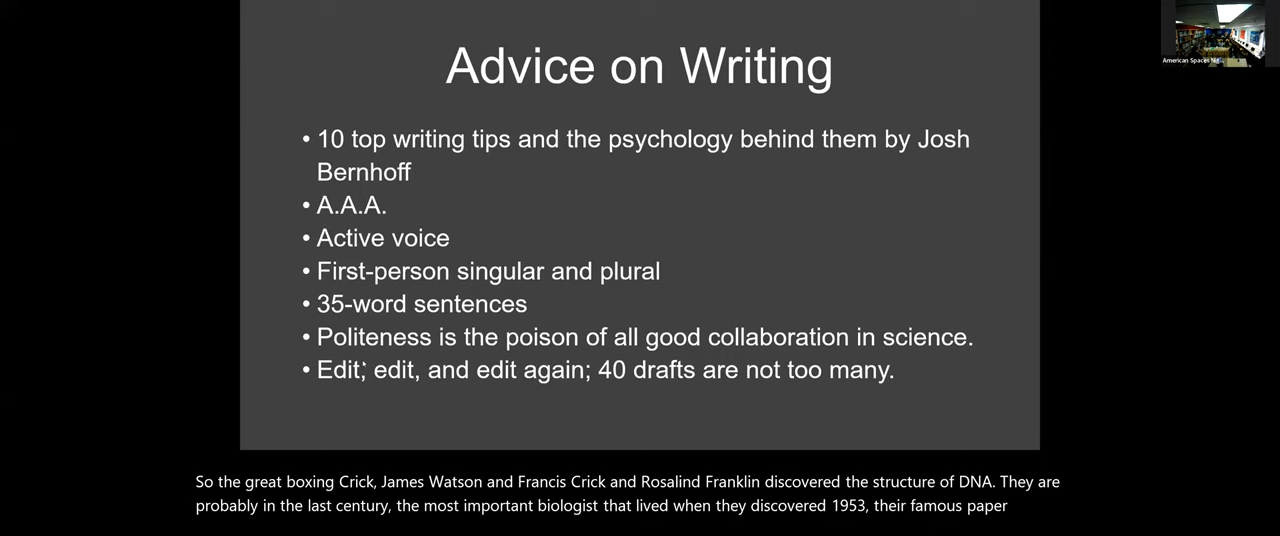 Advice on Writing
• 10 top writing tips and the psychology behind them by Josh
Bernhoff
• A.A.A.
• Active voice
• First-person singular and plural
• 35-word sentences
• Politeness is the poison of all good collaboration in science.
• Edit, edit, and edit again; 40 drafts are not too many.
American Spaces
So the great boxing Crick, James Watson and Francis Crick and Rosalind Franklin discovered the structure of DNA. They are
probably in the last century, the most important biologist that lived when they discovered 1953, their famous paper